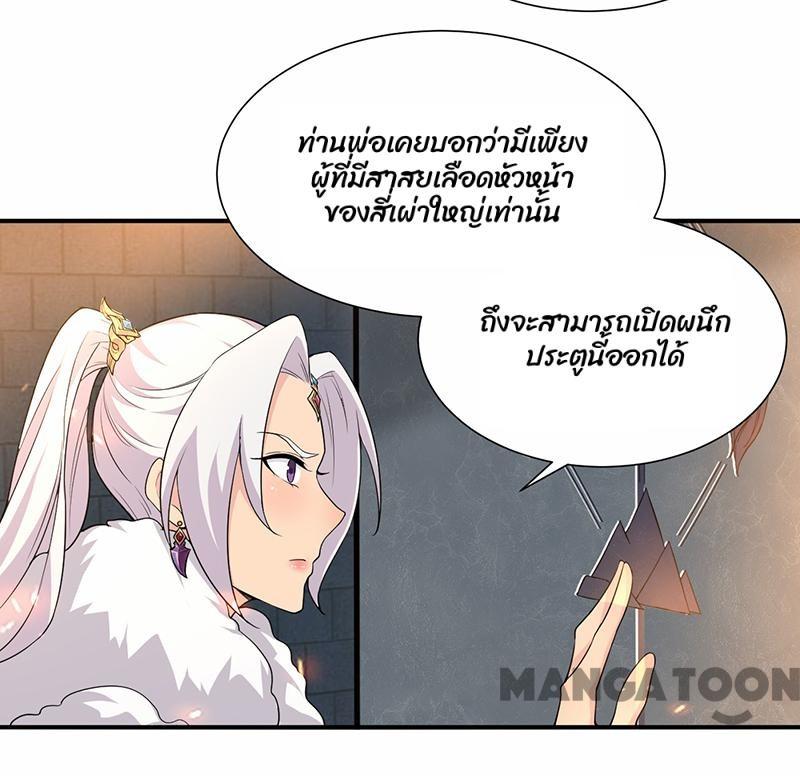 ท่านพ่อเคยบอกว่ามีเพียง
ผู้ที่มีสายเลือดหัวหน้า
ของสี่เผ่าใหญ่เท่านั้น
ถึงจะสามารถเปิดผนึก
ประตูนี้ออกได้
MANGATOON